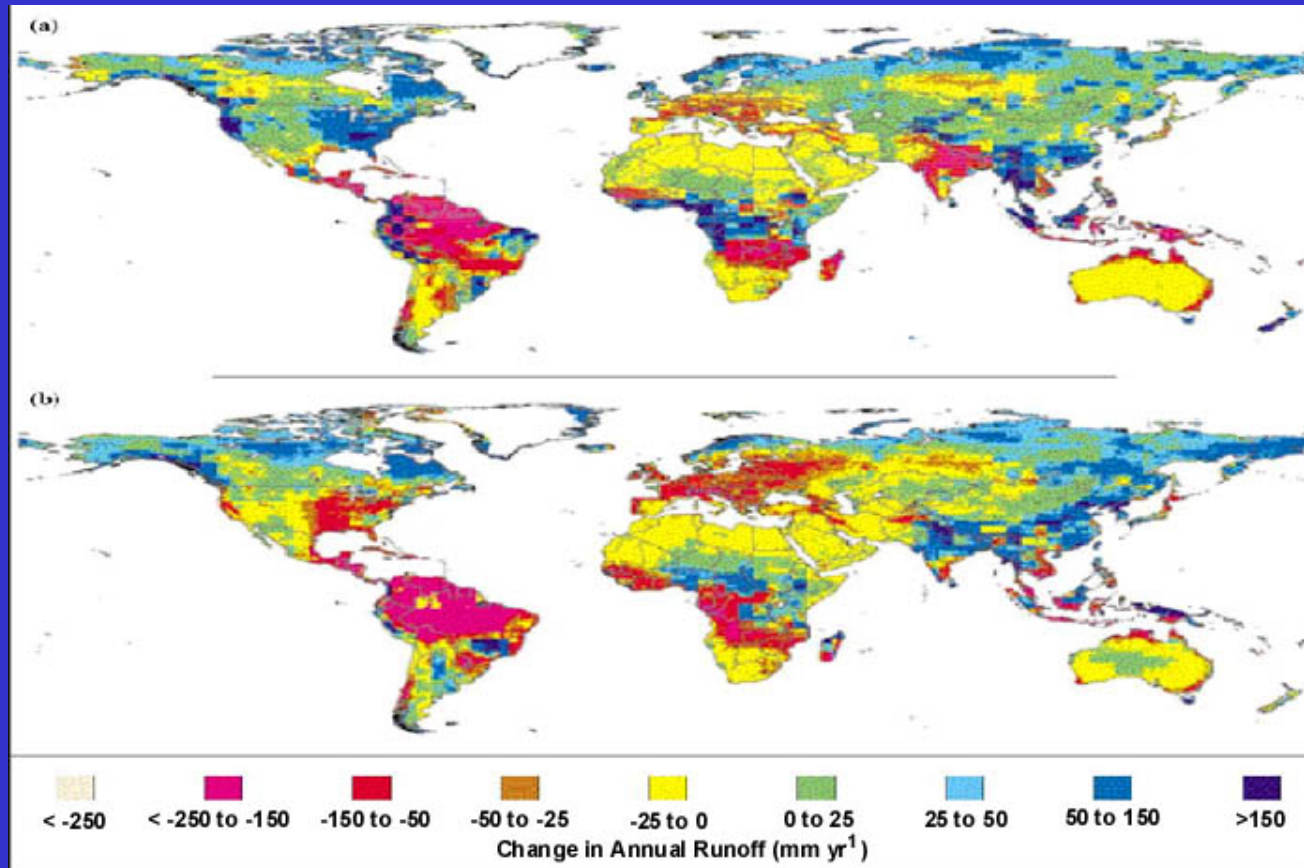 (a)
(b)
< -250 < -250 to -150 -150 to -50 -50 to -25 -25 to 0 0 to 25 25 to 50 50 to 150 >150
Change in Annual Runoff (mm yr¹)